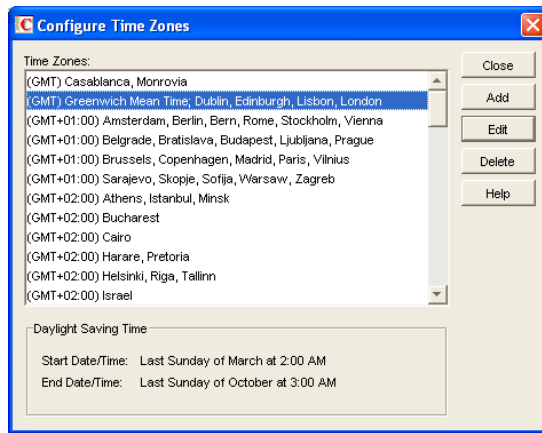 C Configure Time Zones
Time Zones:
(GMT) Casablanca, Monrovia
(GMT) Greenwich Mean Time; Dublin, Edinburgh, Lisbon, London
(GMT+01:00) Amsterdam, Berlin, Bern, Rome, Stockholm, Vienna
(GMT+01:00) Belgrade, Bratislava, Budapest, Ljubljana, Prague
(GMT+01:00) Brussels, Copenhagen, Madrid, Paris, Vilnius
(GMT+01:00) Sarajevo, Skopje, Sofija, Warsaw, Zagreb
(GMT+02:00) Athens, Istanbul, Minsk
(GMT+02:00) Bucharest
(GMT+02:00) Cairo
(GMT+02:00) Harare, Pretoria
(GMT+02:00) Helsinki, Riga, Tallinn
(GMT+02:00) Israel
Close
Add
Edit
Delete
Help
Daylight Saving Time
Start Date/Time: Last Sunday of March at 2:00 AM
End Date/Time: Last Sunday of October at 3:00 AM